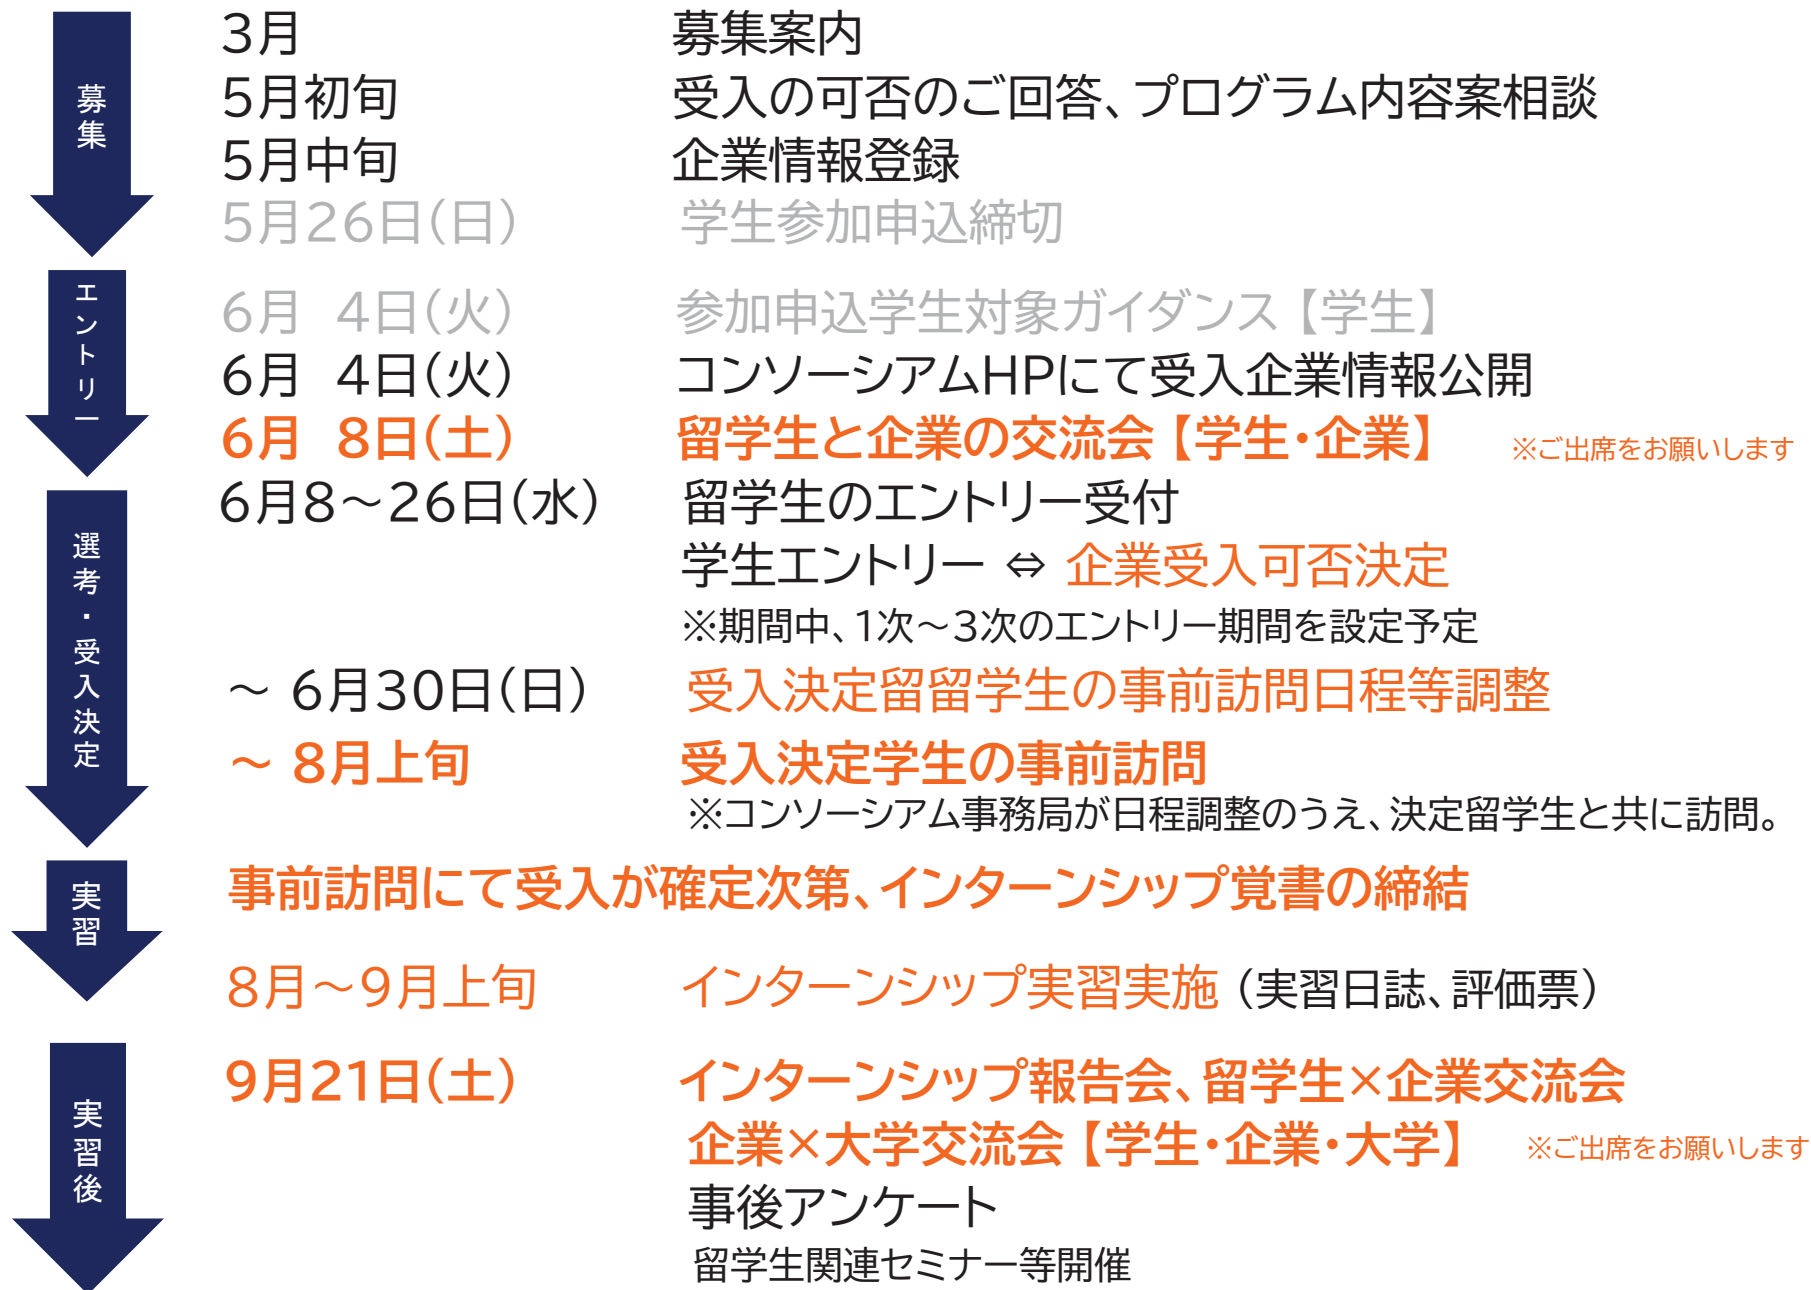 募集
3月 募集案内
5月初旬 受入の可否のご回答、プログラム内容案相談
5月中旬 企業情報登録
5月26日(日) 学生参加申込締切
エントリー
6月 4日(火) 参加申込学生対象ガイダンス【学生】
6月 4日(火) コンソーシアムHPにて受入企業情報公開
6月 8日(土) 留学生と企業の交流会【学生・企業】 ※ご出席をお願いします
選考・受入決定
6月8～26日(水) 留学生のエントリー受付
学生エントリー ⇔ 企業受入可否決定
※期間中、1次～3次のエントリー期間を設定予定
～ 6月30日(日) 受入決定留留学生の事前訪問日程等調整
～ 8月上旬 受入決定学生の事前訪問
※コンソーシアム事務局が日程調整のうえ、決定留学生と共に訪問。
実習
事前訪問にて受入が確定次第、インターンシップ覚書の締結
8月～9月上旬 インターンシップ実習実施（実習日誌、評価票）
実習後
9月21日(土) インターンシップ報告会、留学生×企業交流会
企業×大学交流会【学生・企業・大学】 ※ご出席をお願いします
事後アンケート
留学生関連セミナー等開催